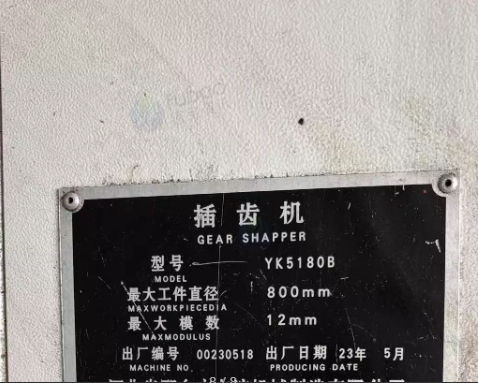 Fubao
插齿机
GEAR SHAPPER
型号 YK5180B
MODEL
最大工件直径 800mm
MAXWORKPIECEDIA
最大模数 12mm
MAXMODULUS
出厂编号 00230518 出厂日期 23年 5月
MACHINE NO. PRODUCING DATE